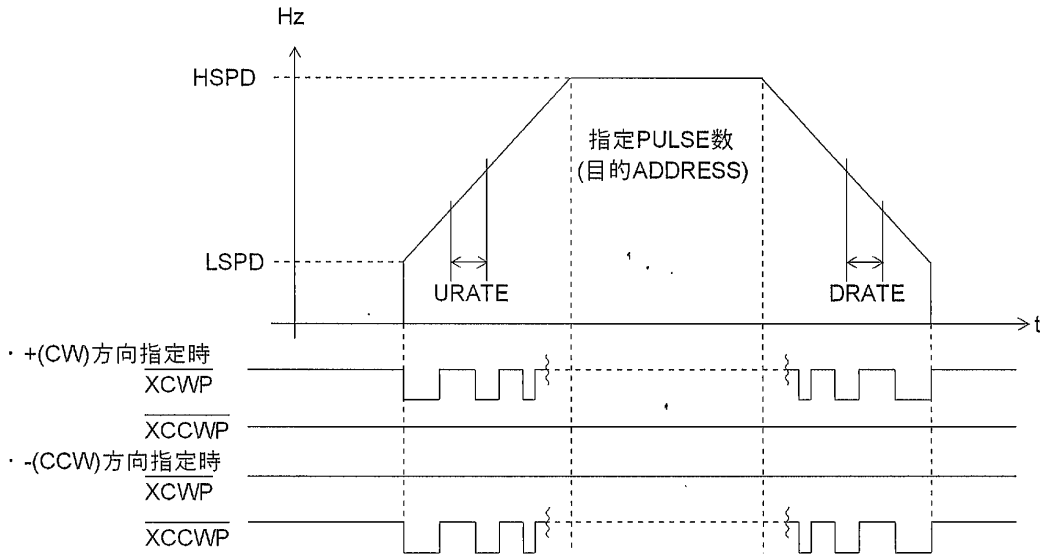 Hz
HSPD
指定PULSE数
(目的ADDRESS)
LSPD
URATE
DRATE
t
・+(CW)方向指定時
XCWP
XCCWP
・-(CCW)方向指定時
XCWP
XCCWP